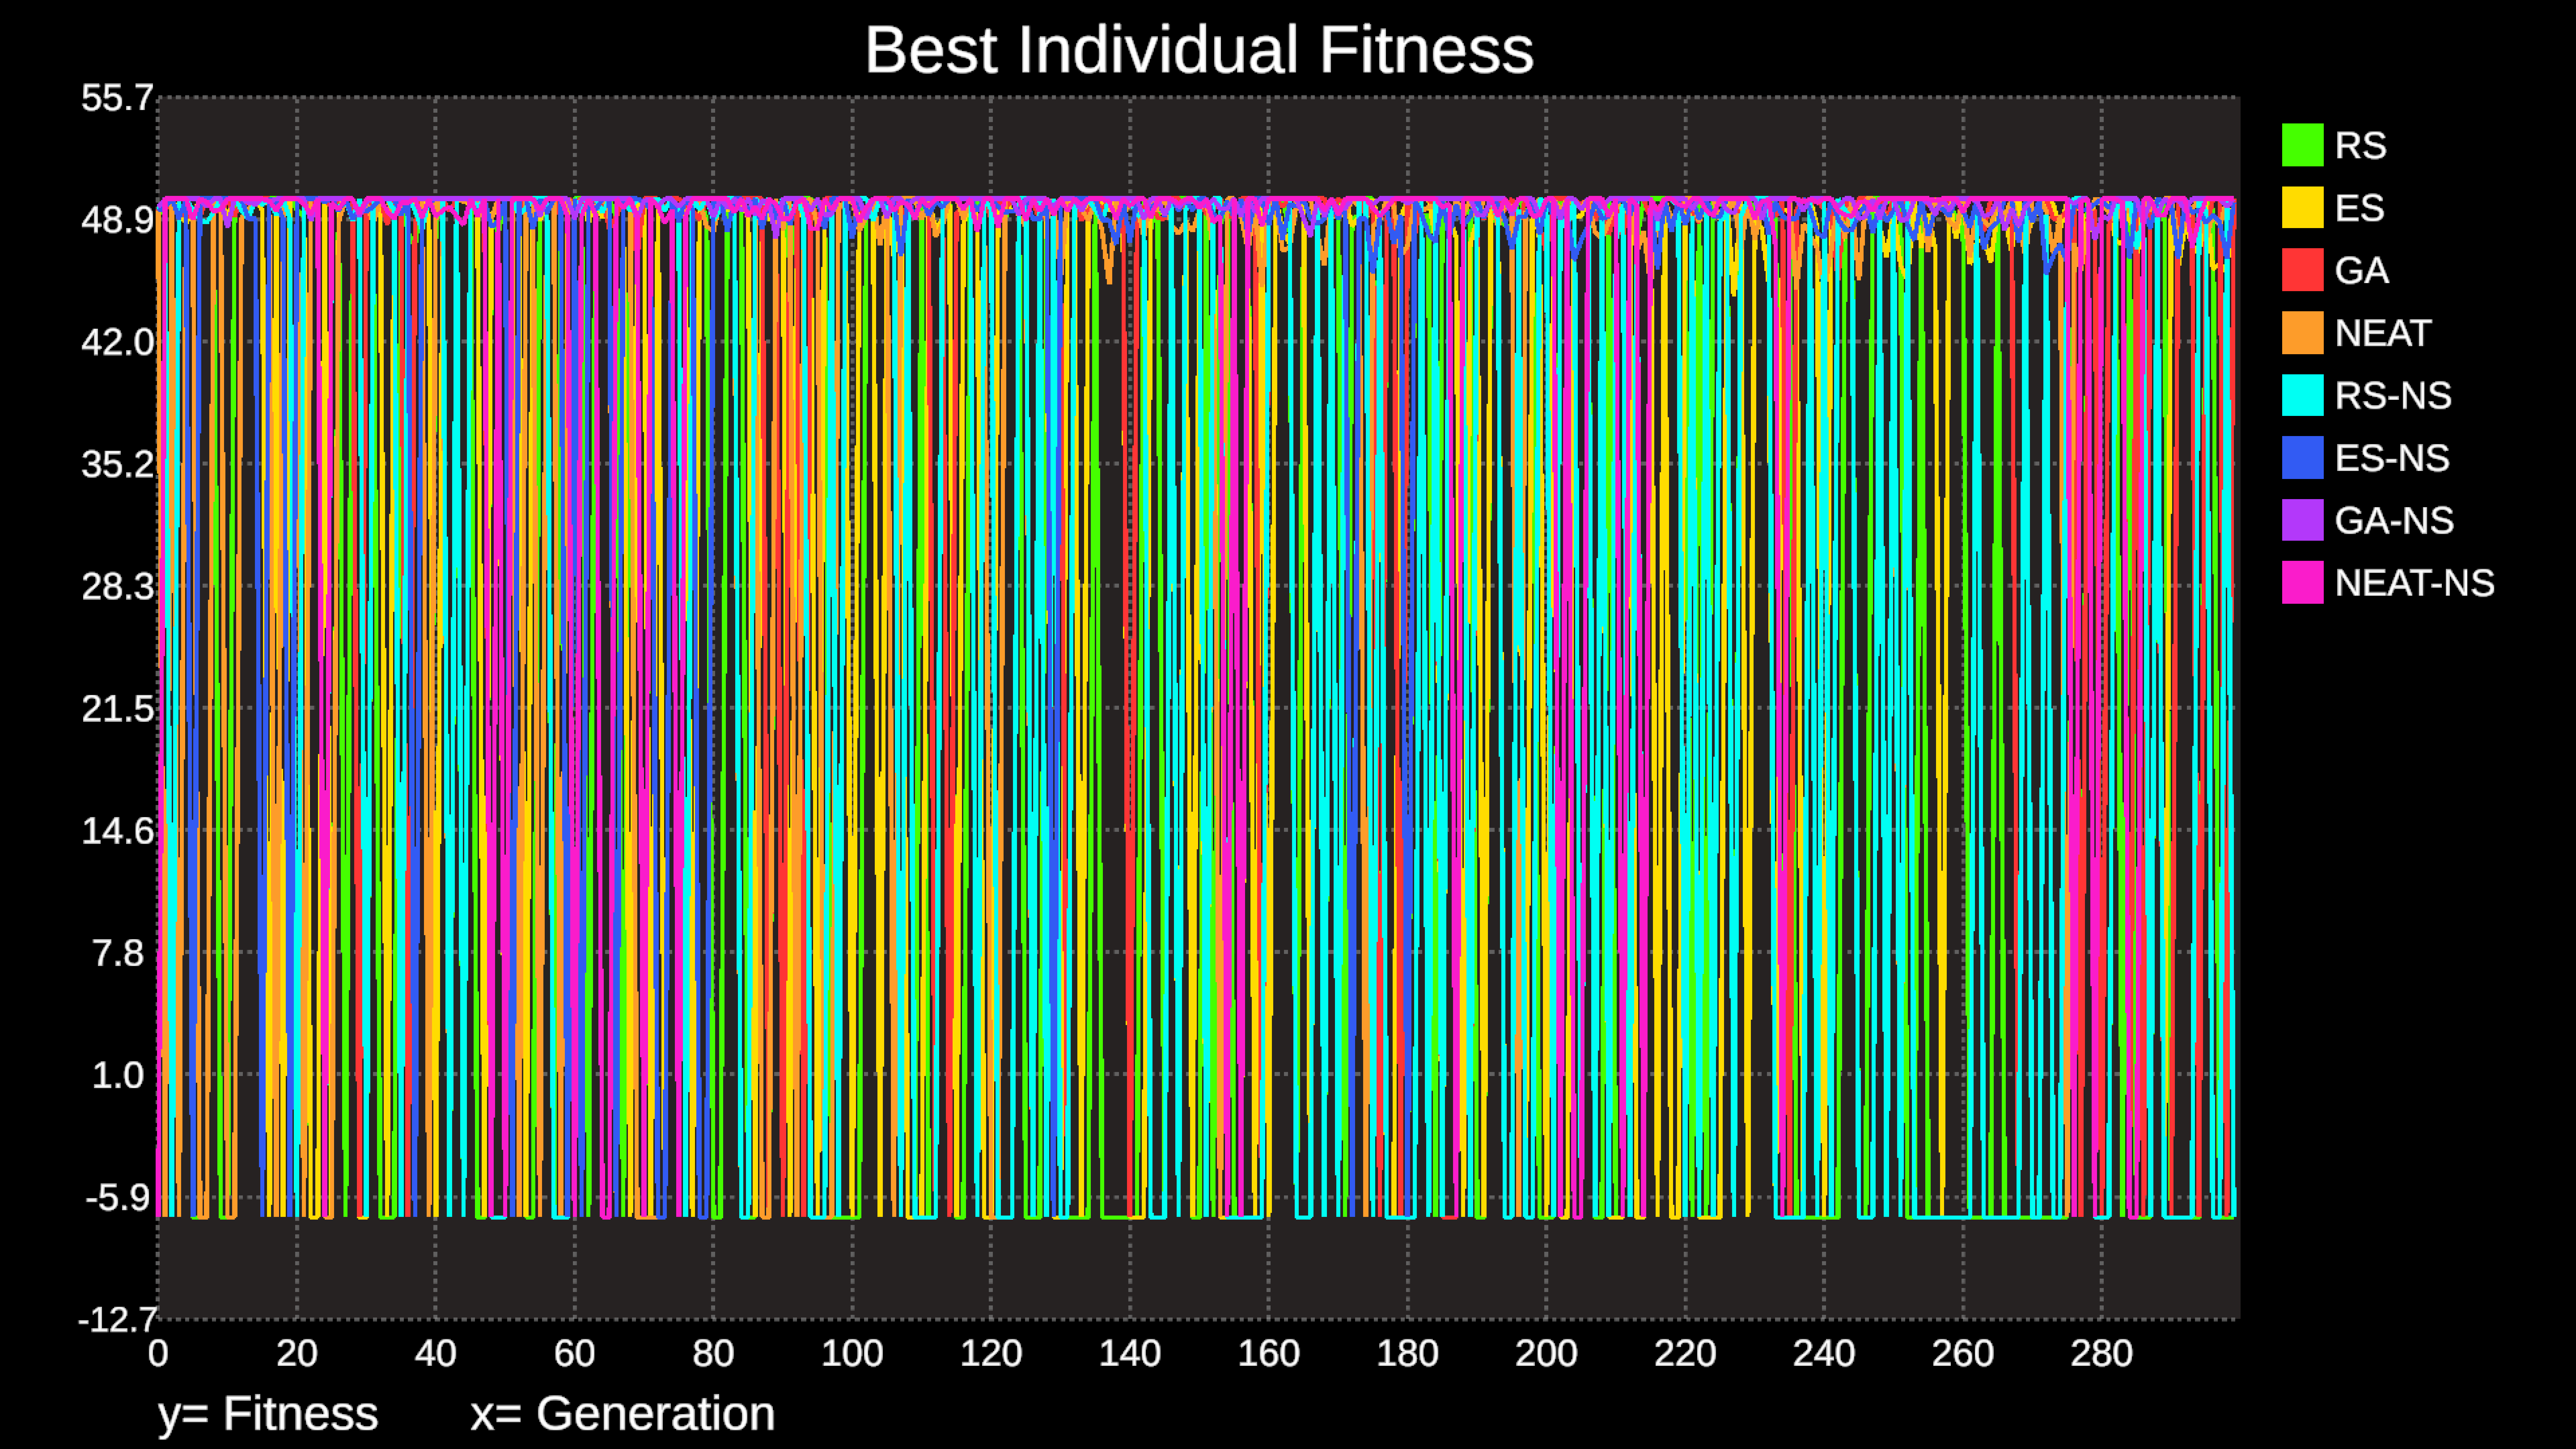 Best Individual Fitness
55.7
48.9
42.0
35.2
28.3
21.5
14.6
7.8
1.0
-5.9
-12.7
0 20 40 60 80 100 120 140 160 180 200 220 240 260 280
y= Fitness x= Generation
RS
ES
GA
NEAT
RS-NS
ES-NS
GA-NS
NEAT-NS